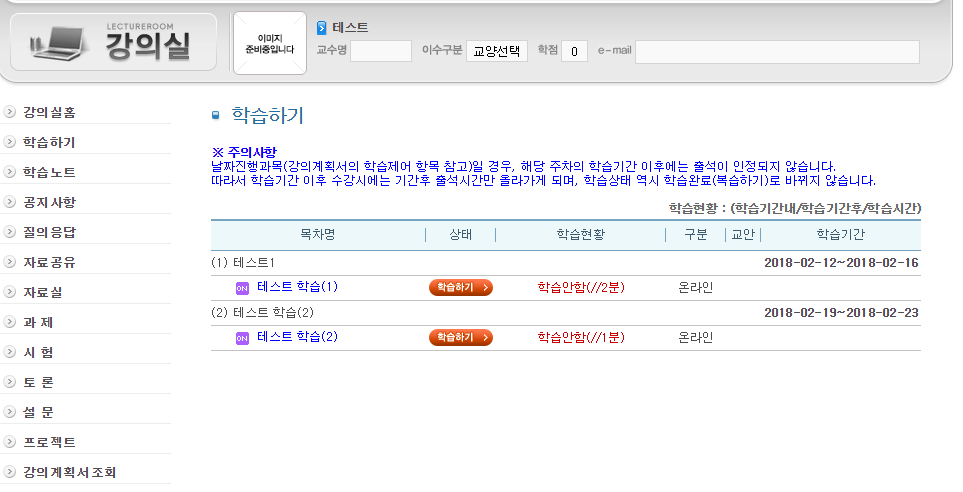 LECTUREROOM
강의실
이미지
준비중입니다
테스트
교수명 이수구분 교양선택 학점 0 e-mail
강의실홈
학습하기
학습노트
공지사항
질의응답
자료공유
자료실
과 제
시 험
토 론
설 문
프로젝트
강의계획서조회
학습하기
※ 주의사항
날짜진행과목(강의계획서의 학습제어 항목 참고)일 경우, 해당 주차의 학습기간 이후에는 출석이 인정되지 않습니다.
따라서 학습기간 이후 수강시에는 기간후 출석시간만 올라가게 되며, 학습상태 역시 학습완료(복습하기)로 바뀌지 않습니다.
학습현황 : (학습기간내/학습기간후/학습시간)
목차명 상태 학습현황 구분 교안 학습기간
(1) 테스트1 2018-02-12~2018-02-16
ON 테스트 학습(1) 학습하기 학습안함(//2분) 온라인
(2) 테스트 학습(2) 2018-02-19~2018-02-23
ON 테스트 학습(2) 학습하기 학습안함(//1분) 온라인